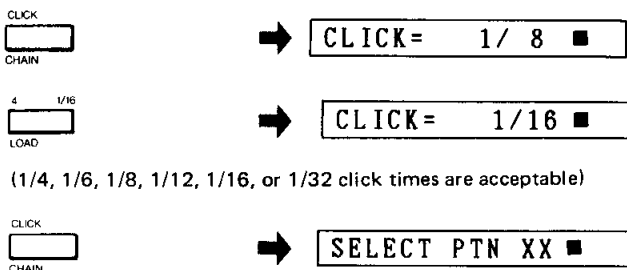 CLICK
CHAIN
CLICK= 1/ 8 ■
4 1/16
LOAD
CLICK= 1/16 ■
(1/4, 1/6, 1/8, 1/12, 1/16, or 1/32 click times are acceptable)
CLICK
CHAIN
SELECT PTN XX ■